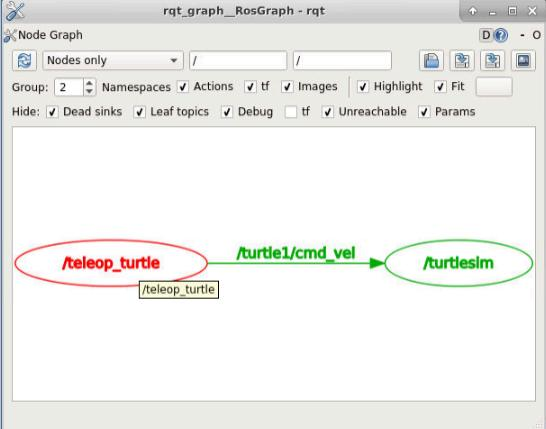 rqt_graph__RosGraph - rqt
Node Graph
D - O
Nodes only / /
Group: 2 Namespaces Actions tf Images Highlight Fit
Hide: Dead sinks Leaf topics Debug tf Unreachable Params
/teleop_turtle /turtle1/cmd_vel /turtlesim
/teleop_turtle